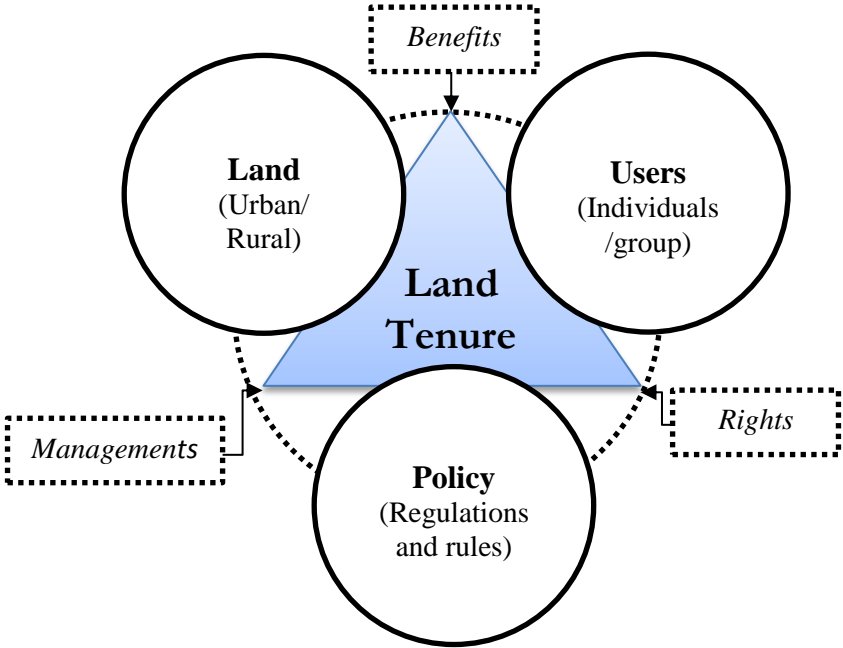 Benefits
Land
(Urban/
Rural)
Users
(Individuals
/group)
Land
Tenure
Managements
Rights
Policy
(Regulations
and rules)